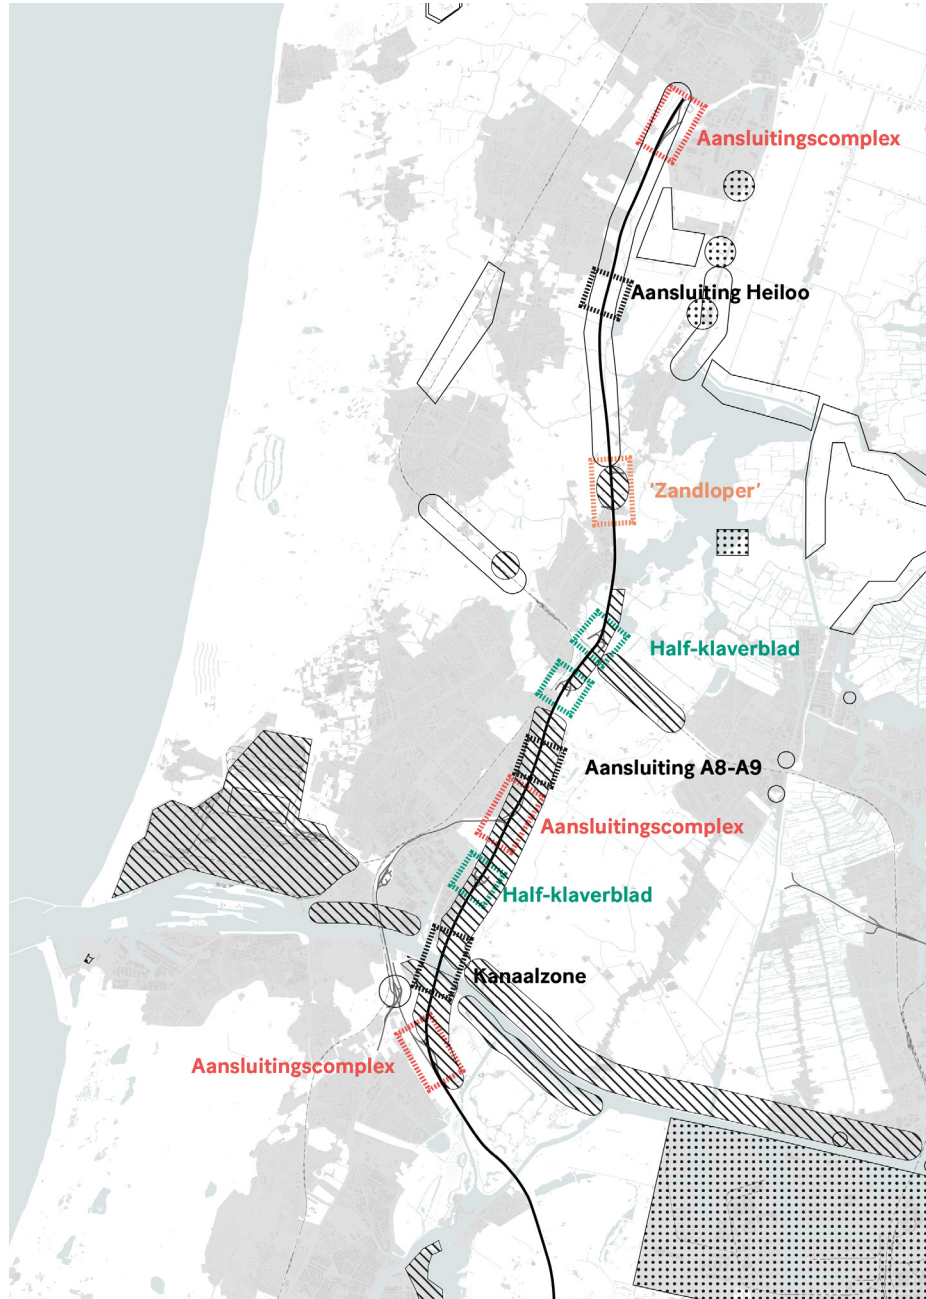 Aansluitingscomplex
Aansluiting Heiloo
'Zandloper'
Half-klaverblad
Aansluiting A8-A9
Aansluitingscomplex
Half-klaverblad
Kanaalzone
Aansluitingscomplex